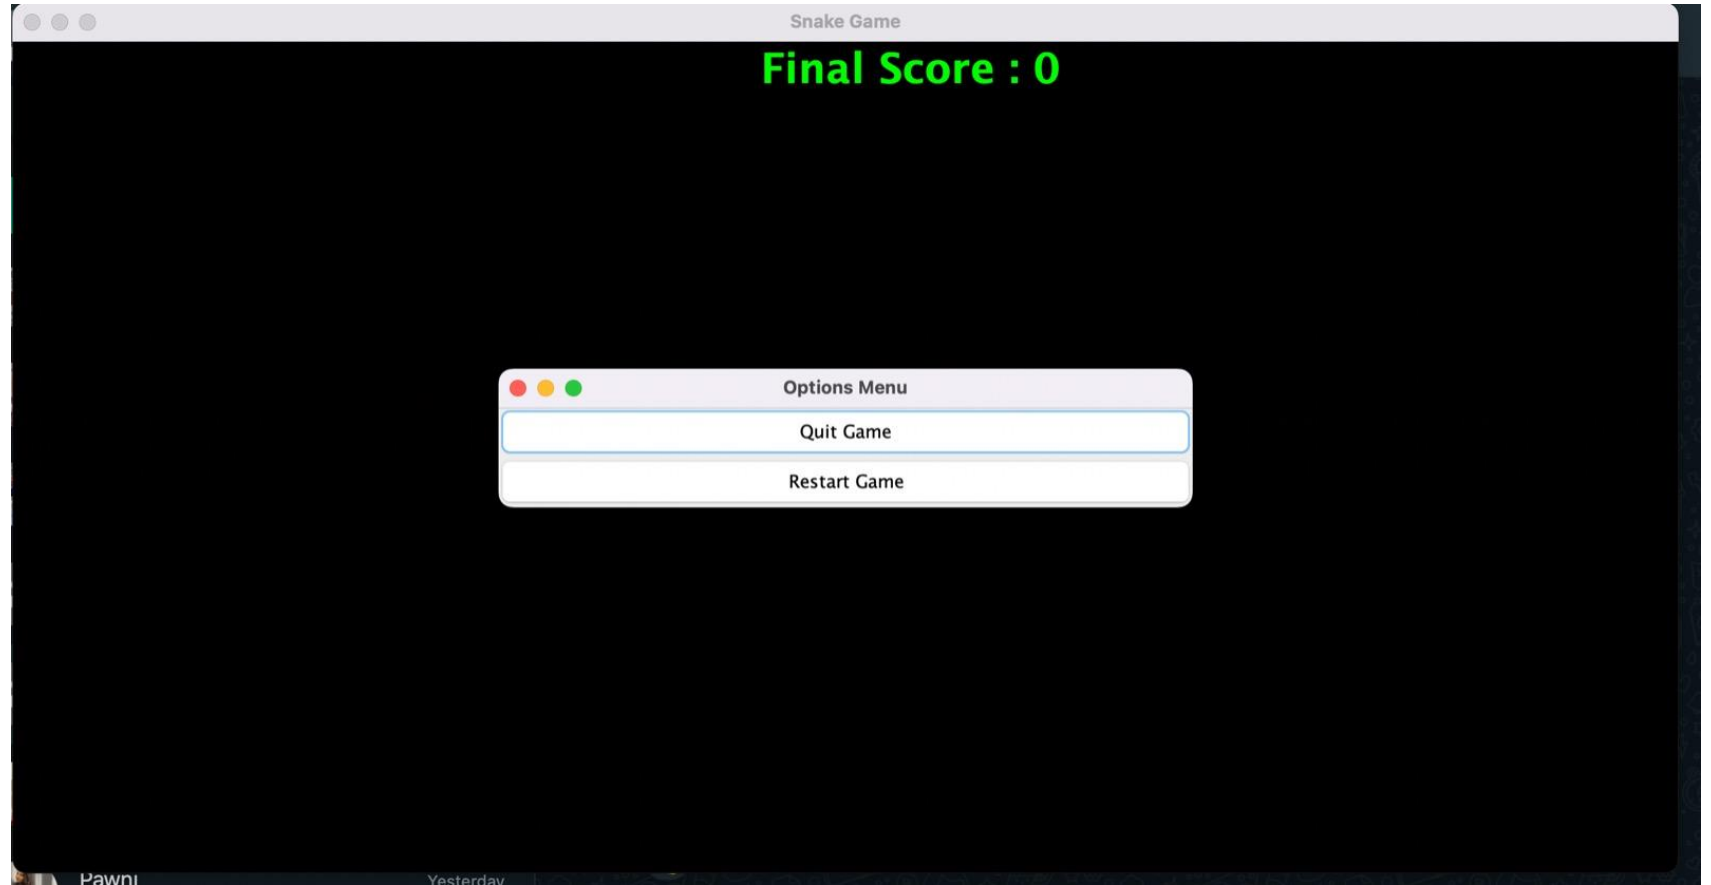 Snake Game
Final Score : 0
Options Menu
Quit Game
Restart Game
Pawni
Yesterday